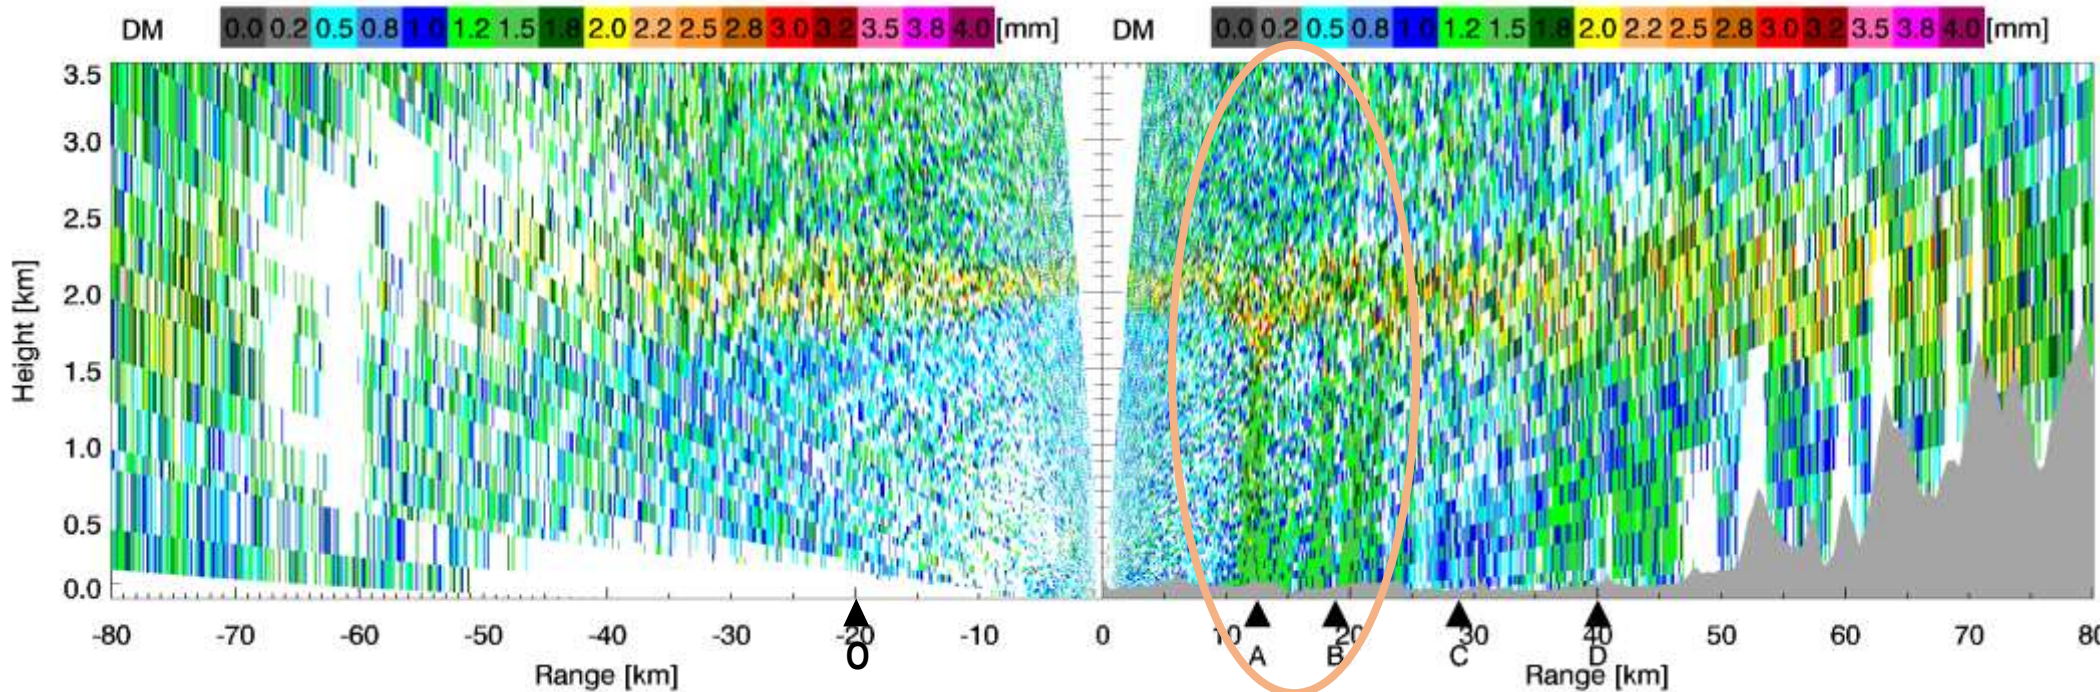 DM 0.0 0.2 0.5 0.8 1.0 1.2 1.5 1.8 2.0 2.2 2.5 2.8 3.0 3.2 3.5 3.8 4.0 [mm] DM 0.0 0.2 0.5 0.8 1.0 1.2 1.5 1.8 2.0 2.2 2.5 2.8 3.0 3.2 3.5 3.8 4.0 [mm]
3.5
3.0
2.5
2.0
1.5
1.0
0.5
0.0
Height [km]
-80 -70 -60 -50 -40 -30 -20 -10 0 10 20 30 40 50 60 70 80
O A B C D
Range [km] Range [km]